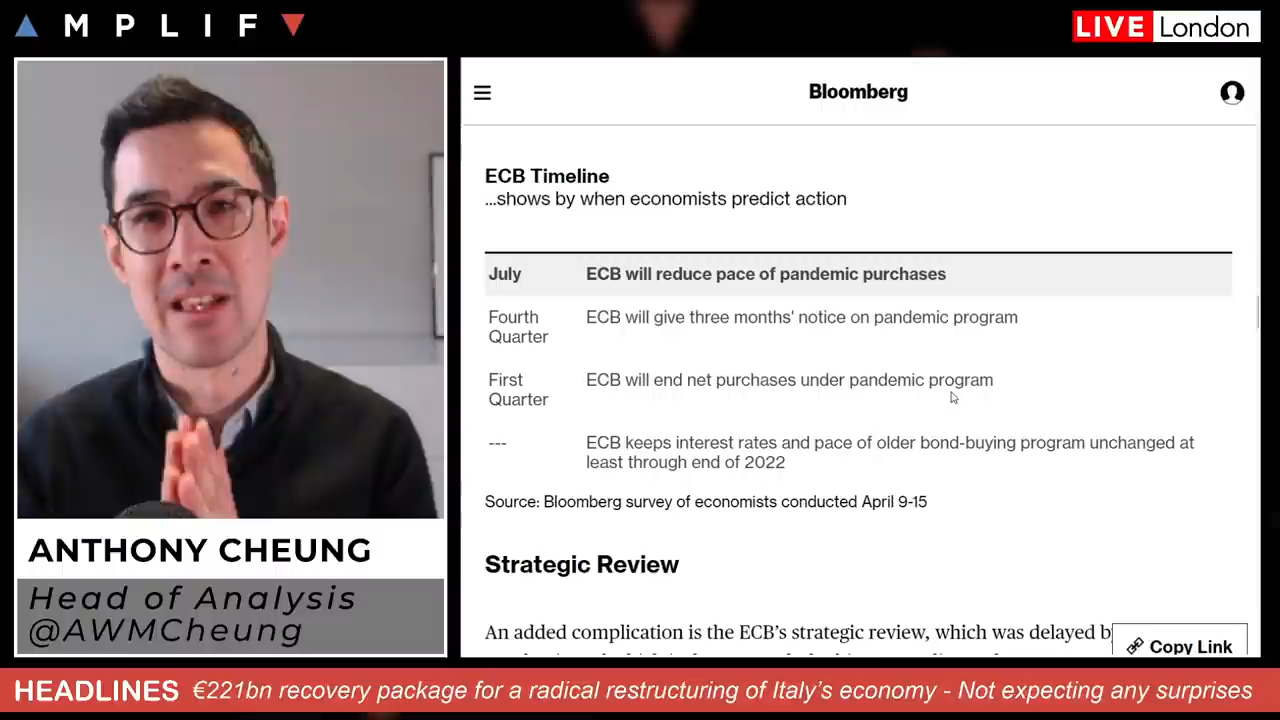 AMPLIFY
LIVE London
Bloomberg
ECB Timeline
...shows by when economists predict action
July ECB will reduce pace of pandemic purchases
Fourth Quarter ECB will give three months' notice on pandemic program
First Quarter ECB will end net purchases under pandemic program
--- ECB keeps interest rates and pace of older bond-buying program unchanged at
least through end of 2022
Source: Bloomberg survey of economists conducted April 9-15
Strategic Review
An added complication is the ECB's strategic review, which was delayed
Copy Link
ANTHONY CHEUNG
Head of Analysis
@AWMCheung
HEADLINES €221bn recovery package for a radical restructuring of Italy's economy - Not expecting any surprises